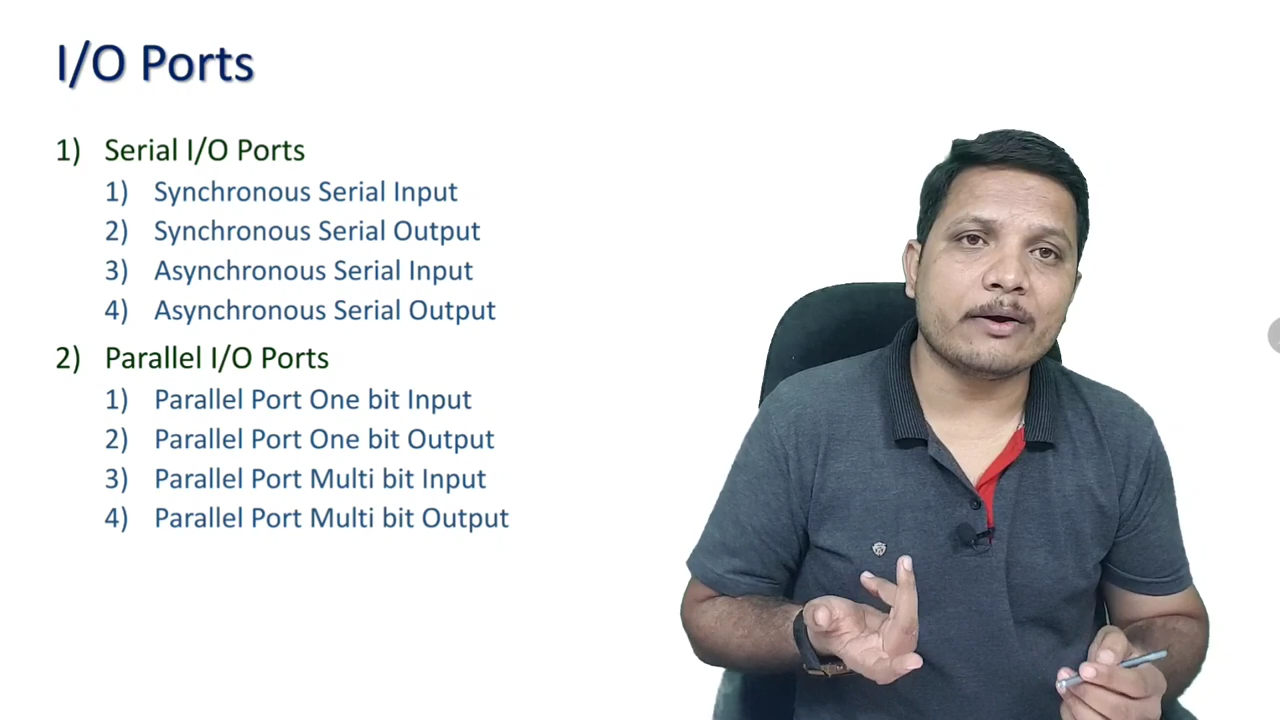 I/O Ports
1) Serial I/O Ports
1) Synchronous Serial Input
2) Synchronous Serial Output
3) Asynchronous Serial Input
4) Asynchronous Serial Output
2) Parallel I/O Ports
1) Parallel Port One bit Input
2) Parallel Port One bit Output
3) Parallel Port Multi bit Input
4) Parallel Port Multi bit Output